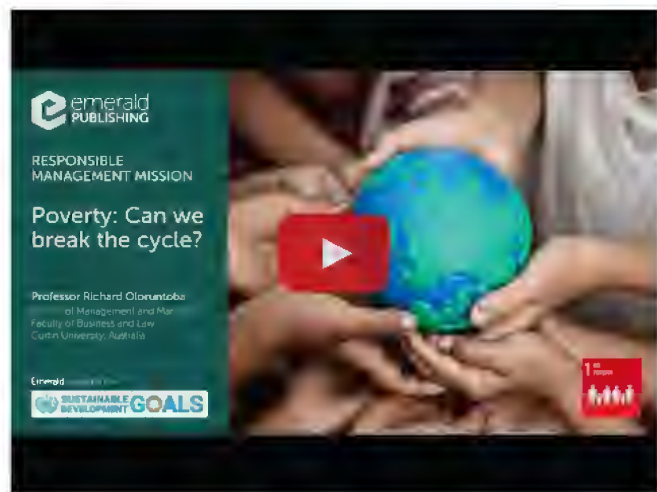 emerald
PUBLISHING
RESPONSIBLE
MANAGEMENT MISSION
Poverty: Can we
break the cycle?
Professor Richard Oloruntoba
of Management and Mar
Faculty of Business and Law
Curtin University, Australia
Emerald
SUSTAINABLE
DEVELOPMENT GOALS
1